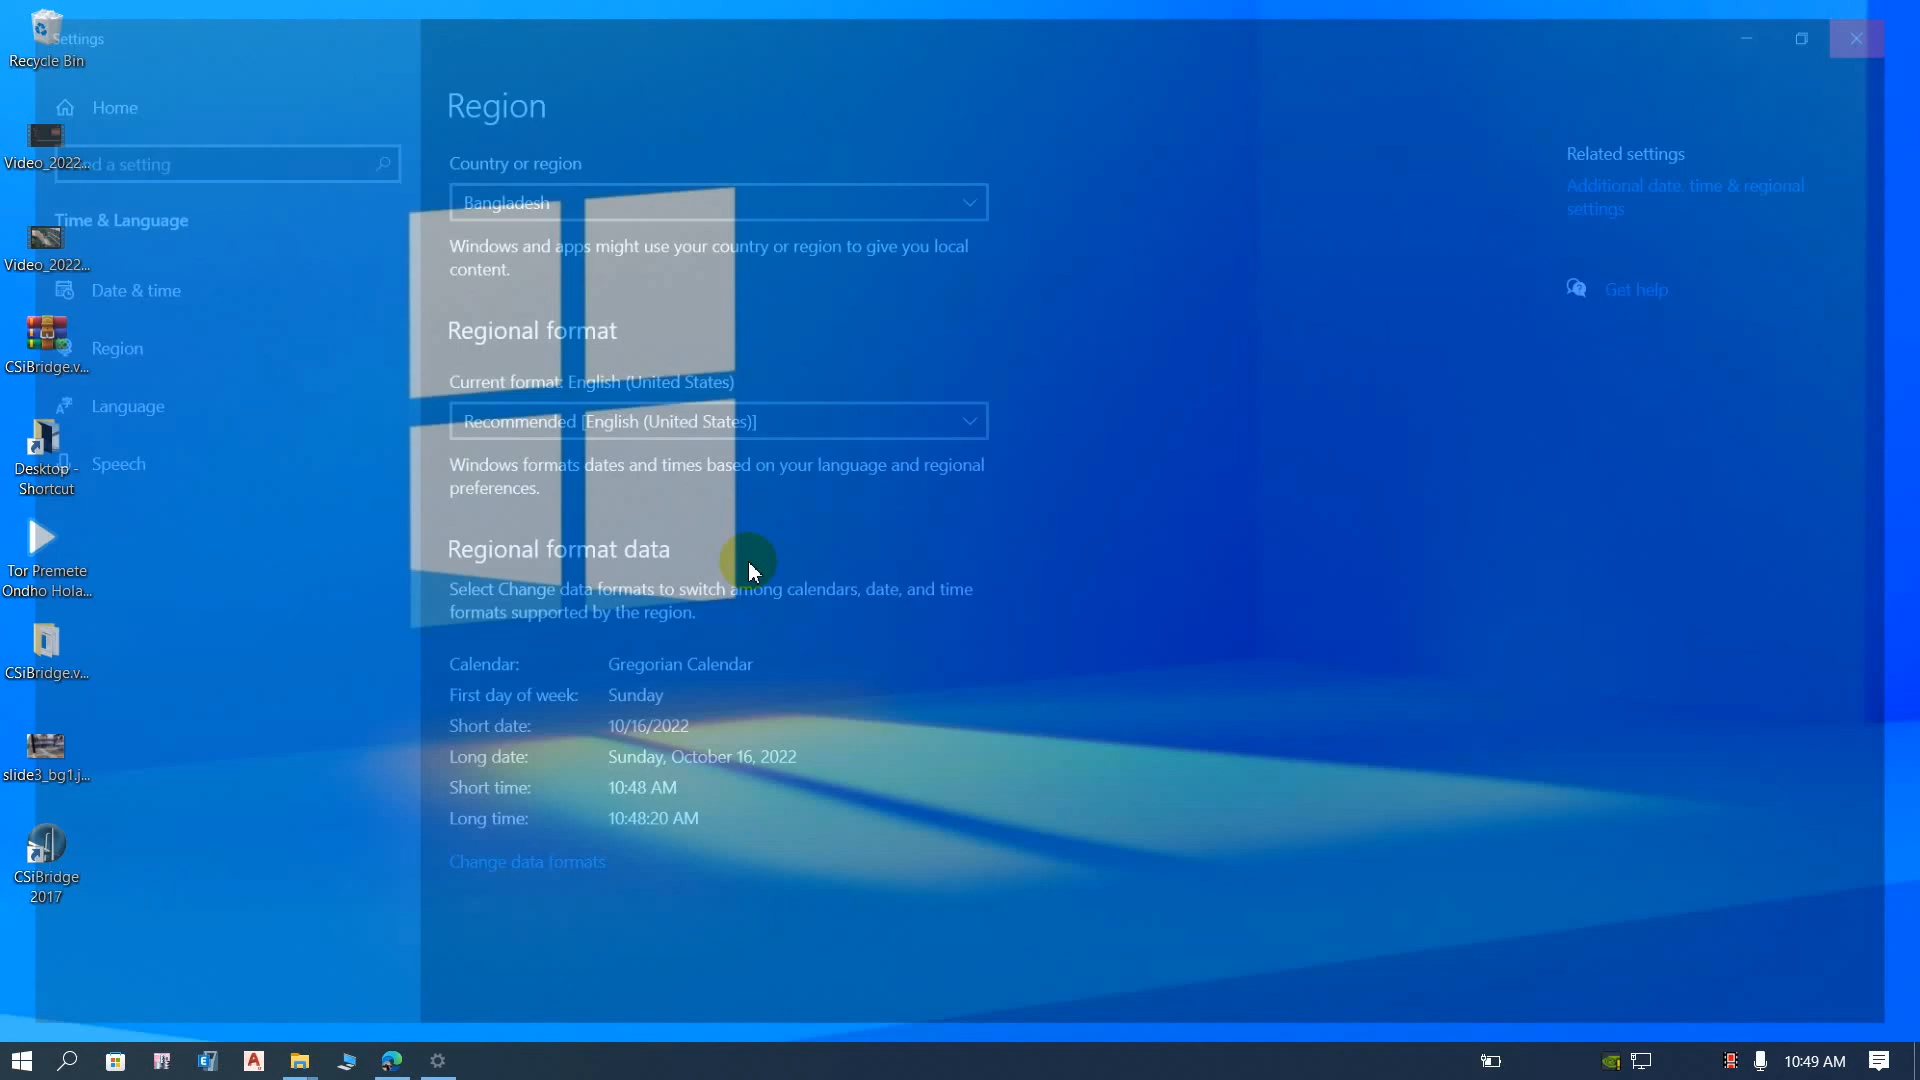 Settings
Recycle Bin
Home
Video_2022...
d a setting
Time & Language
Video_2022...
Date & time
CSiBridge.v...
Region
Language
Desktop -
Shortcut
Speech
Tor Premete
Ondho Hola...
CSiBridge.v...
slide3_bg1.j...
CSiBridge
2017
Region
Country or region
Bangladesh
Windows and apps might use your country or region to give you local
content.
Regional format
Current format: English (United States)
Recommended [English (United States)]
Windows formats dates and times based on your language and regional
preferences.
Regional format data
Select Change data formats to switch among calendars, date, and time
formats supported by the region.
Calendar: Gregorian Calendar
First day of week: Sunday
Short date: 10/16/2022
Long date: Sunday, October 16, 2022
Short time: 10:48 AM
Long time: 10:48:20 AM
Change data formats
Related settings
Additional date, time & regional
settings
Get help
10:49 AM